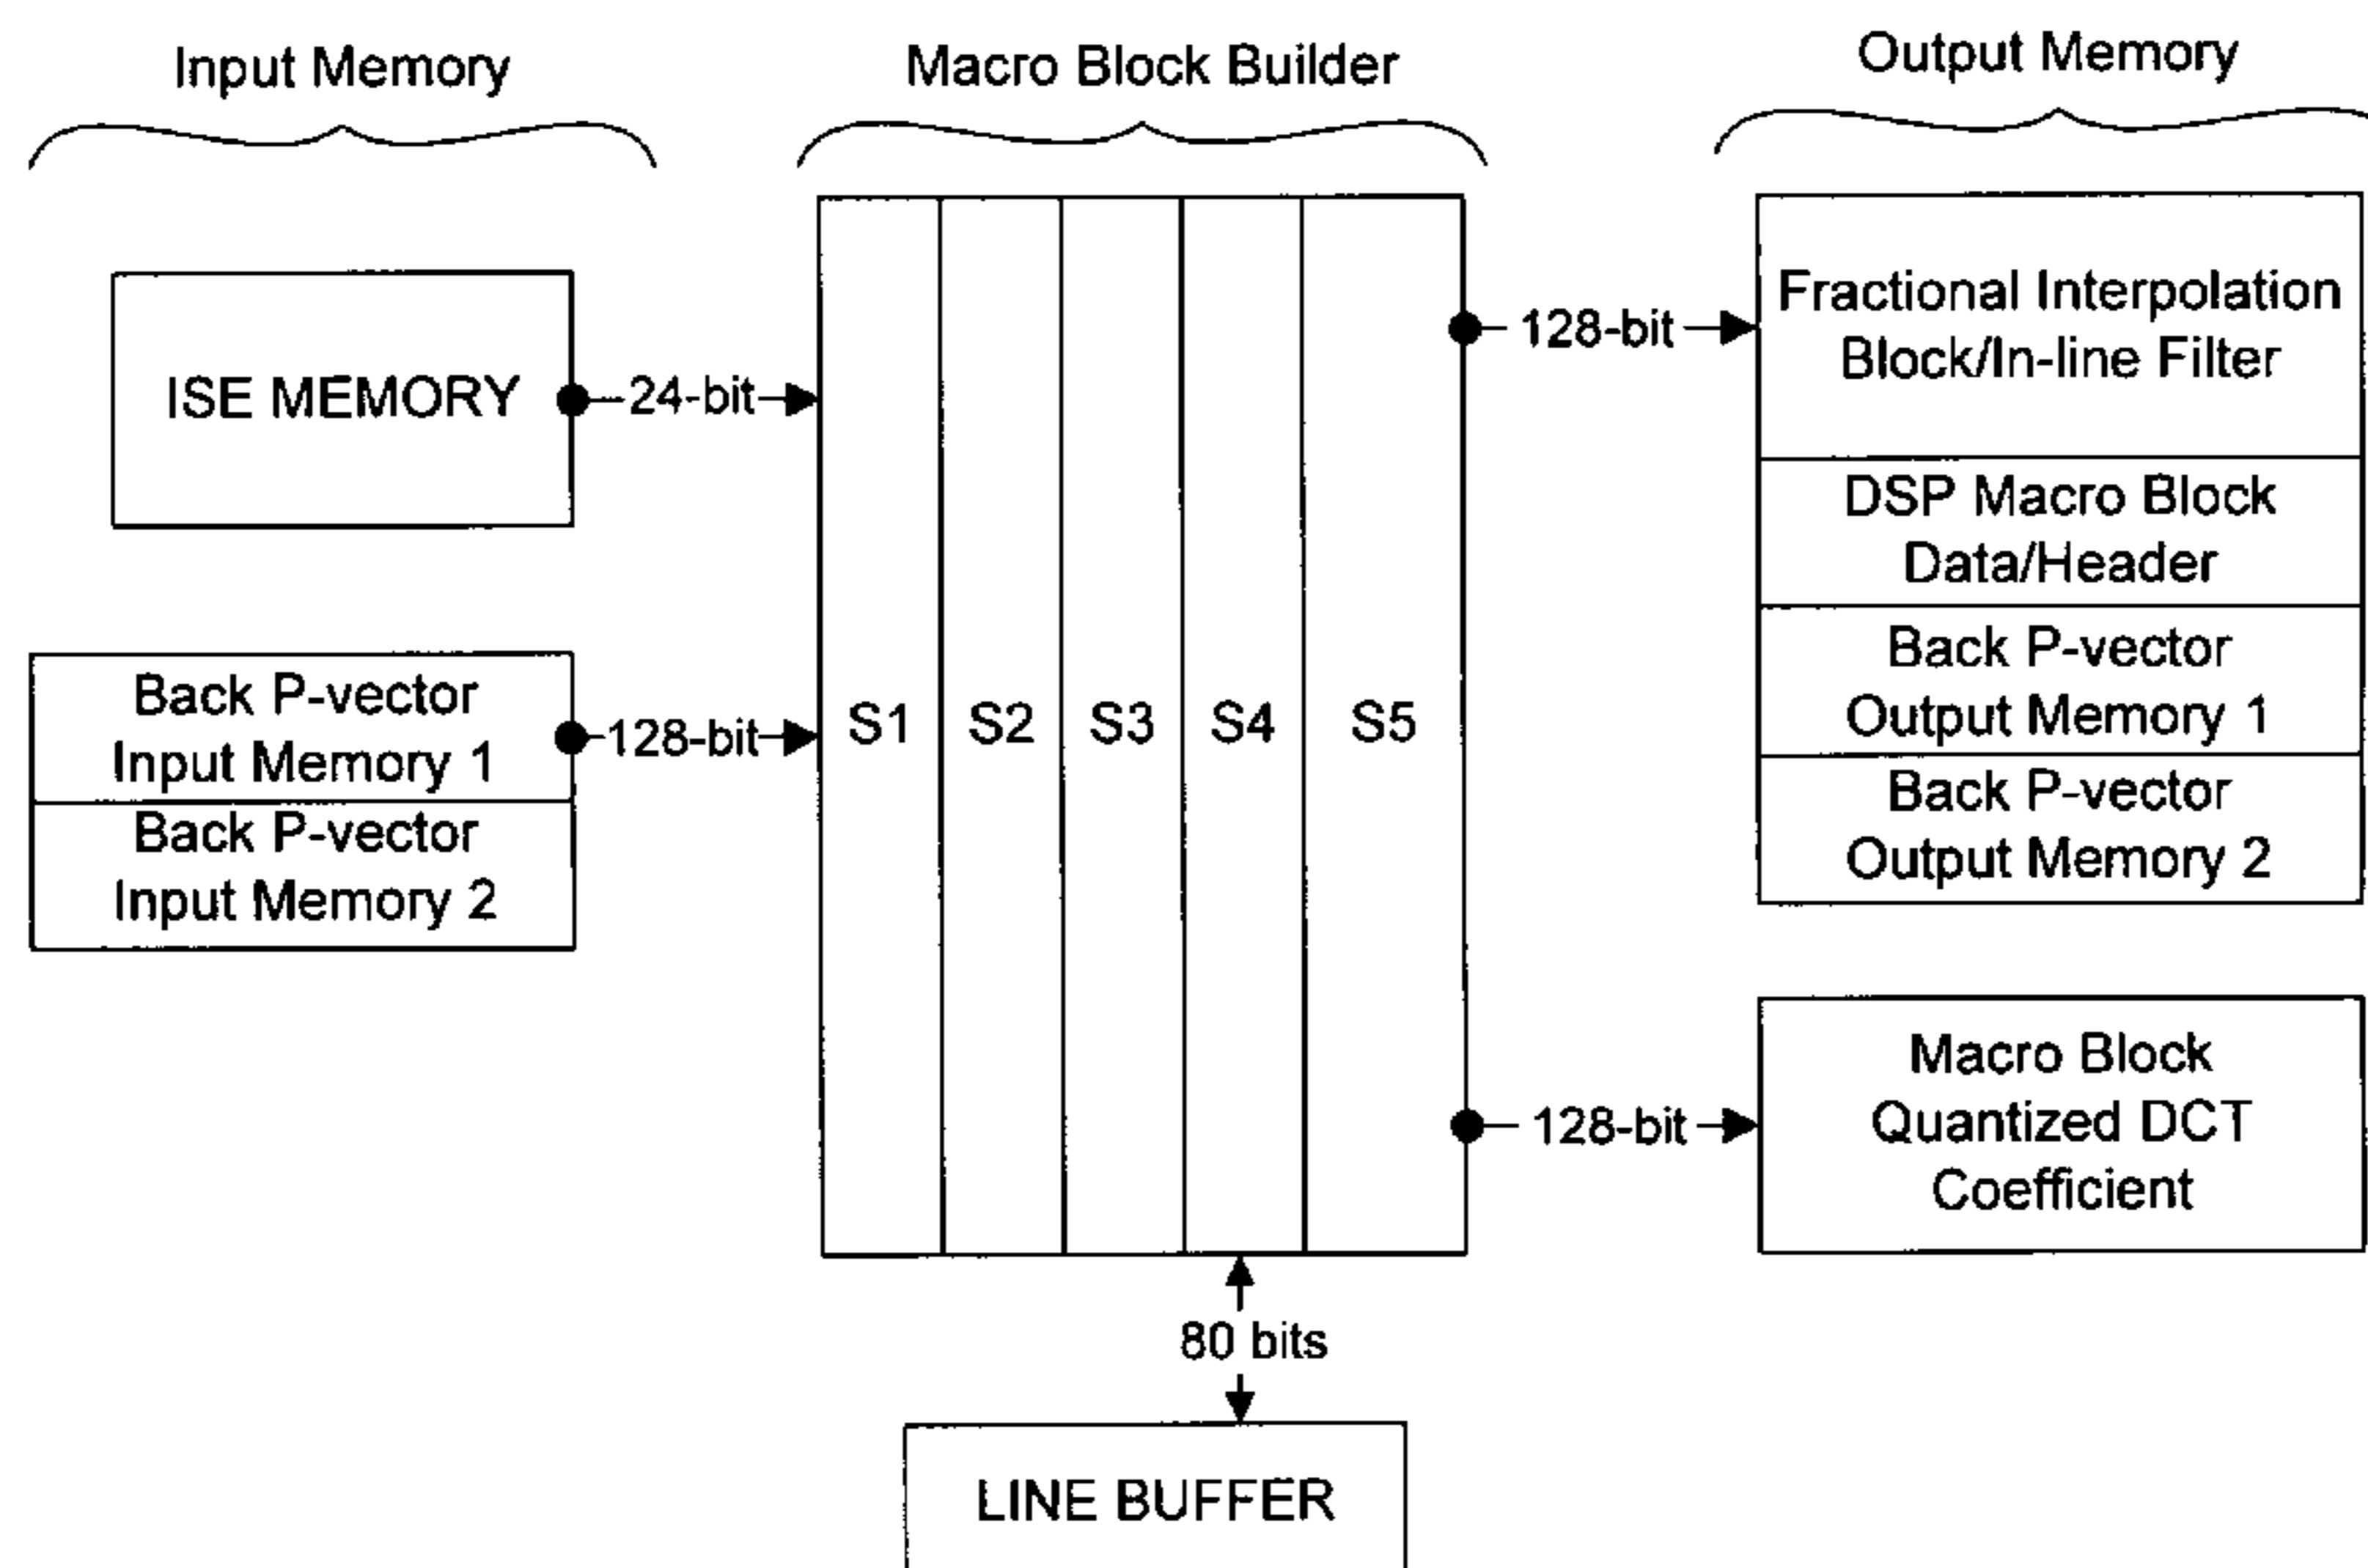 Input Memory
Macro Block Builder
Output Memory
ISE MEMORY
24-bit
Back P-vector
Input Memory 1
128-bit
Back P-vector
Input Memory 2
S1
S2
S3
S4
S5
128-bit
Fractional Interpolation
Block/In-line Filter
DSP Macro Block
Data/Header
Back P-vector
Output Memory 1
Back P-vector
Output Memory 2
128-bit
Macro Block
Quantized DCT
Coefficient
80 bits
LINE BUFFER